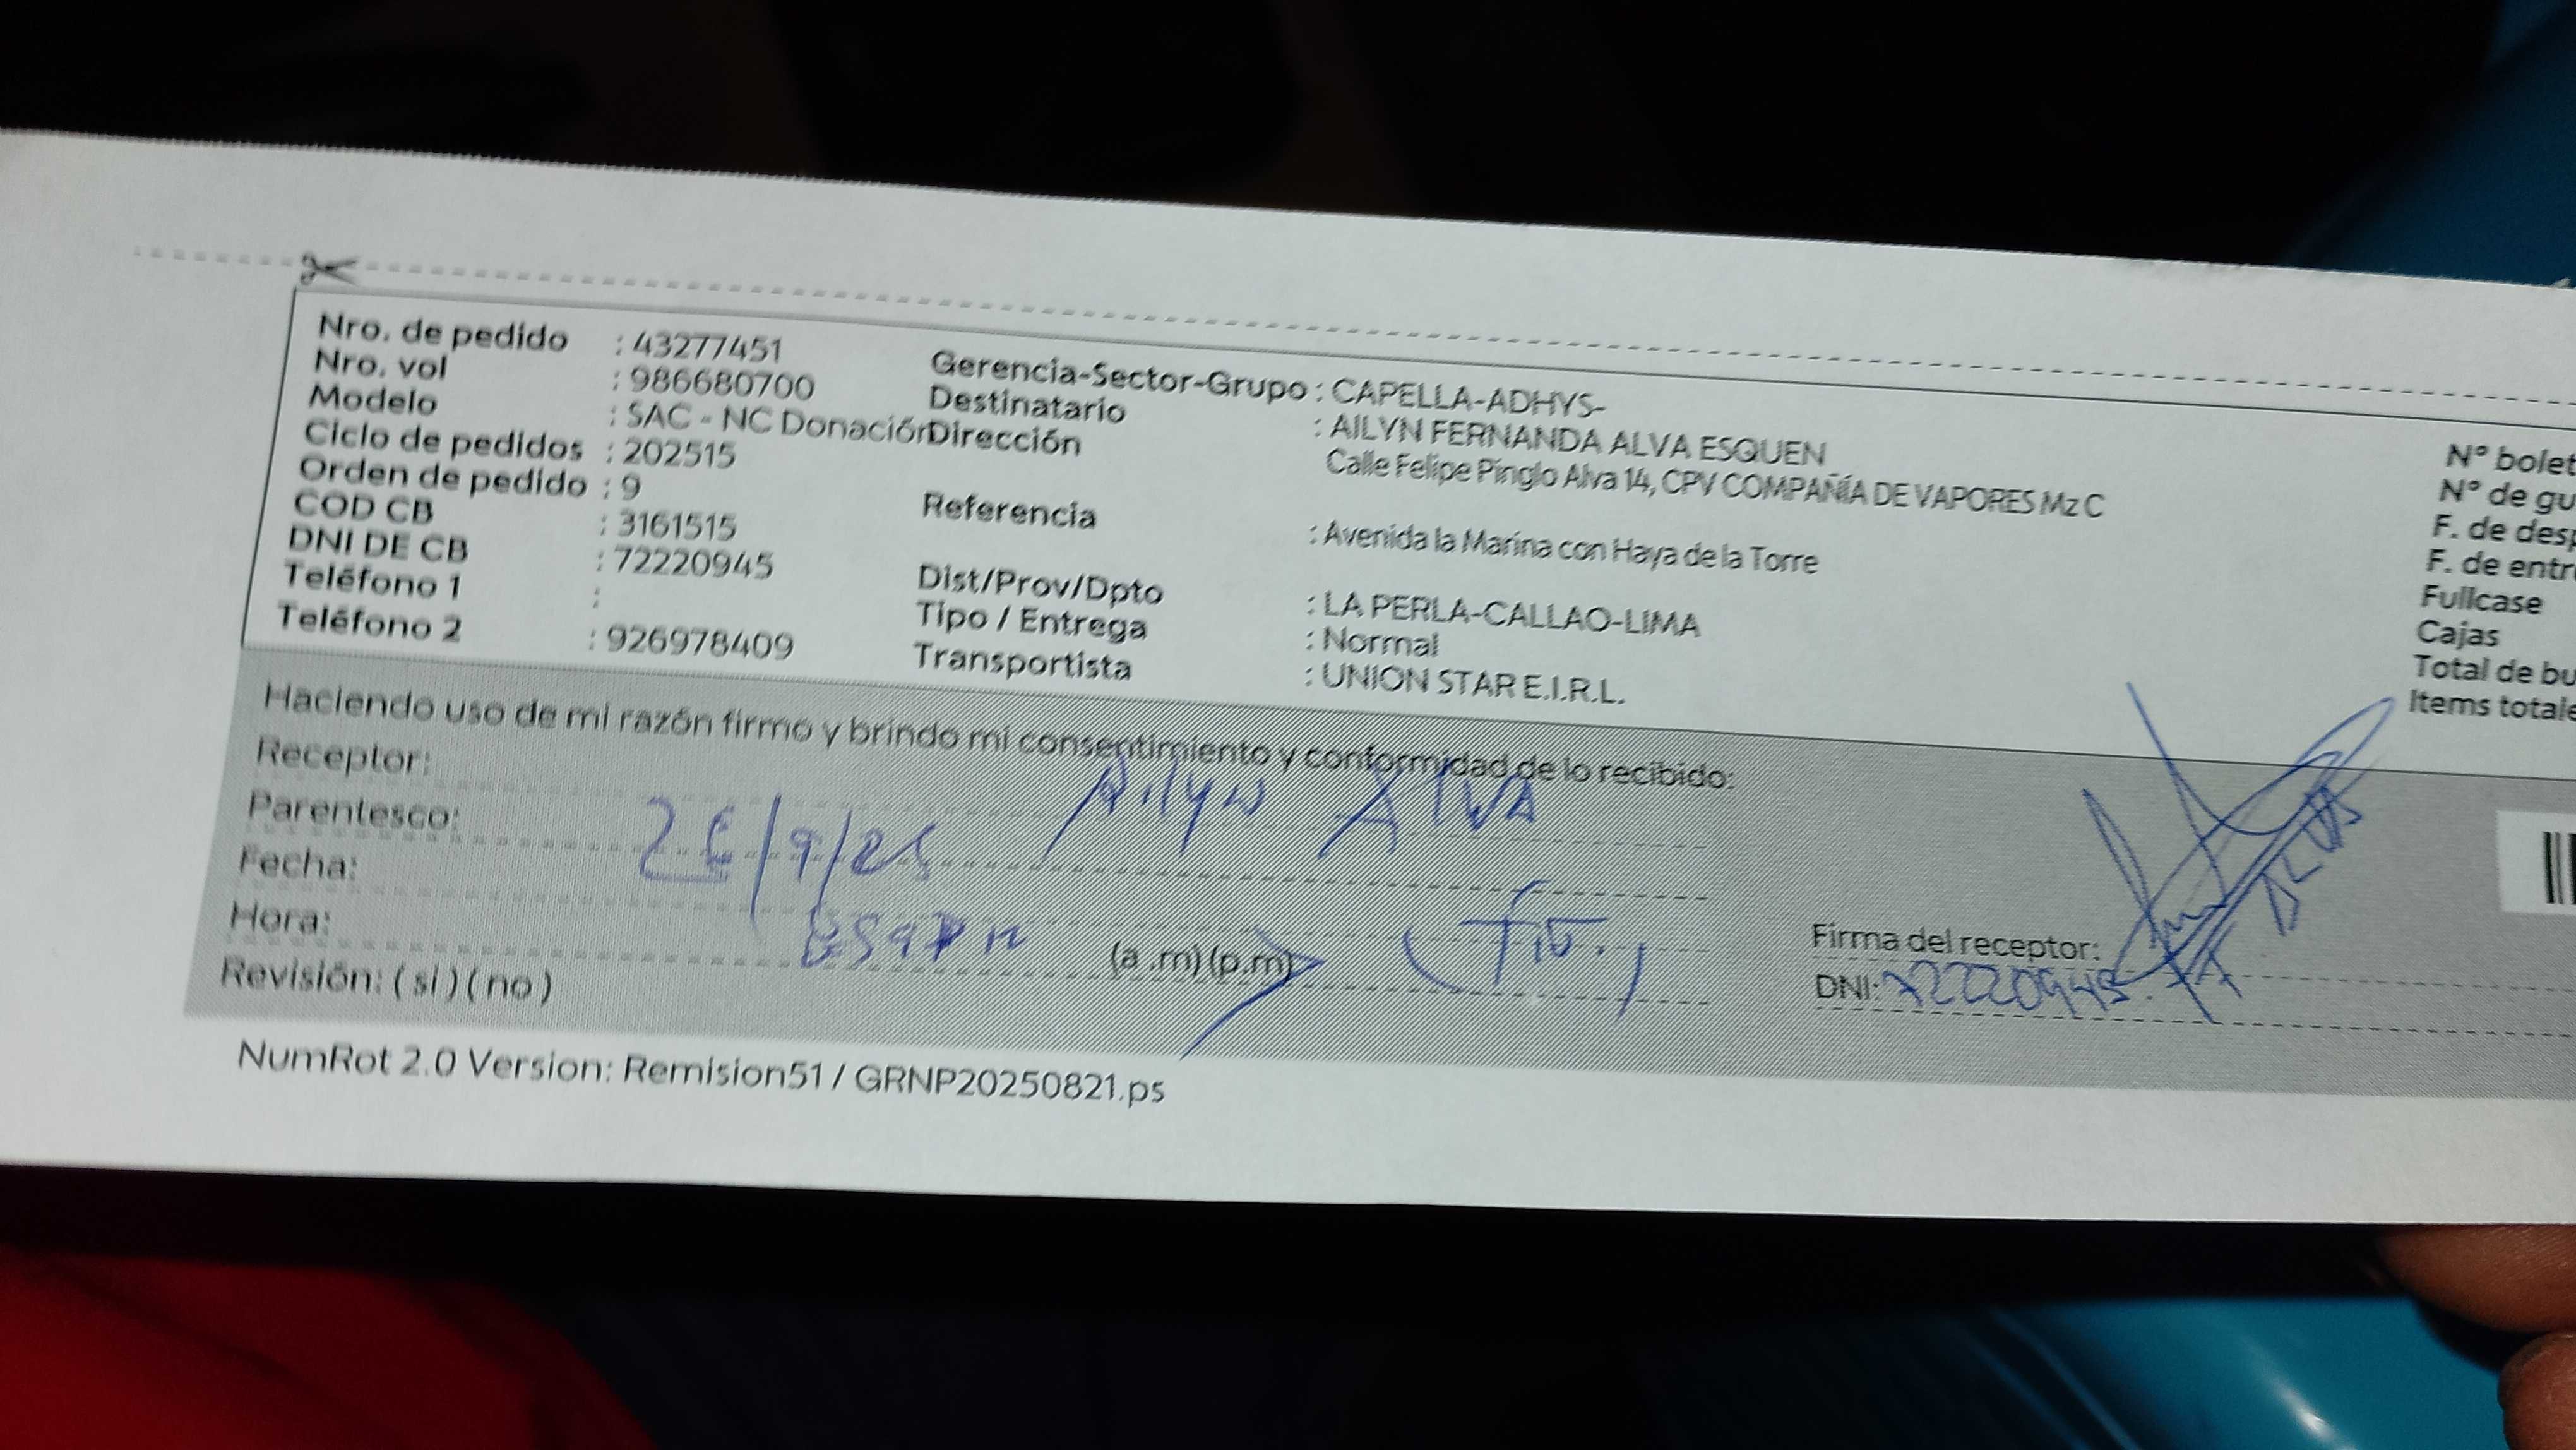 Nro. de pedido : 43277451
Nro. vol : 986680700
Modelo : SAC - NC Donación
Ciclo de pedidos : 202515
Orden de pedido : 9
COD CB : 3161515
DNI DE CB : 72220945
Teléfono 1 :
Teléfono 2 : 926978409
Gerencia-Sector-Grupo : CAPELLA-ADHYS-
Destinatario : AILYN FERNANDA ALVA ESQUEN
Dirección Calle Felipe Pinglo Alva 14, CPV COMPAÑÍA DE VAPORES Mz C
Referencia : Avenida la Marina con Haya de la Torre
Dist/Prov/Dpto : LA PERLA-CALLAO-LIMA
Tipo / Entrega : Normal
Transportista : UNION STAR E.I.R.L.
N° bolet
N° de gu
F. de desp
F. de entr
Fullcase
Cajas
Total de bu
Items totale
Haciendo uso de mi razón firmo y brindo mi consentimiento y conformidad de lo recibido:
Receptor: Ailyn Alva
Parentesco:
Fecha:
Hora: (a .m) (p.m)
Revisión: ( si ) ( no )
Firma del receptor:
DNI: 72220945
NumRot 2.0 Version: Remision51 / GRNP20250821.ps